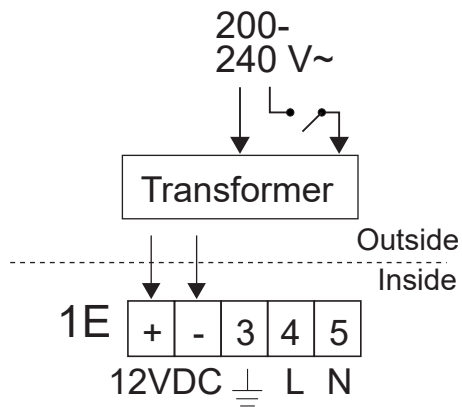 200-
240 V~
Transformer
Outside
Inside
1E + - 3 4 5
12VDC L N